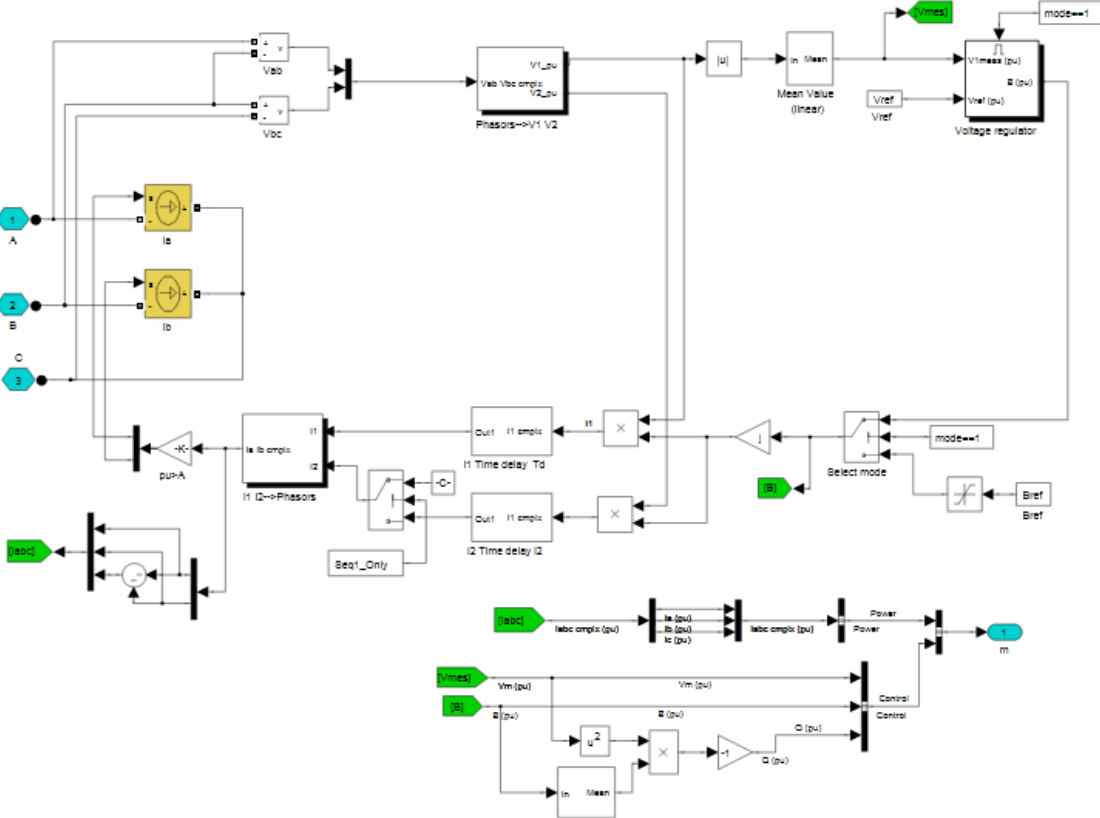 [Vmes]
mode==1
+
-
v
Vab
+
-
v
Vbc
Vab Vbc cmplx
V1_pu
V2_pu
Phasors-->V1 V2
|u|
In Mean
Mean Value
(linear)
Vref
Vref
V1meas (pu)
B (pu)
Vref (pu)
Voltage regulator
1
A
s
-
+
Ia
2
B
s
-
+
Ib
C
3
-K-
pu>A
Ia Ib cmplx
I1
I2
I1 I2-->Phasors
Out1 I1 cmplx
I1 Time delay Td
I1
×
j
Select mode
mode==1
[B]
Bref
Bref
-C-
Out1 I1 cmplx
I2 Time delay I2
×
Seq1_Only
[Iabc]
[Iabc]
Iabc cmplx (pu)
Ia (pu)
Ib (pu)
Ic (pu)
Iabc cmplx (pu)
Power
Power
1
m
[Vmes]
Vm (pu)
Vm (pu)
Control
Control
[B]
B (pu)
B (pu)
u2
×
-1
Q (pu)
Q (pu)
In Mean